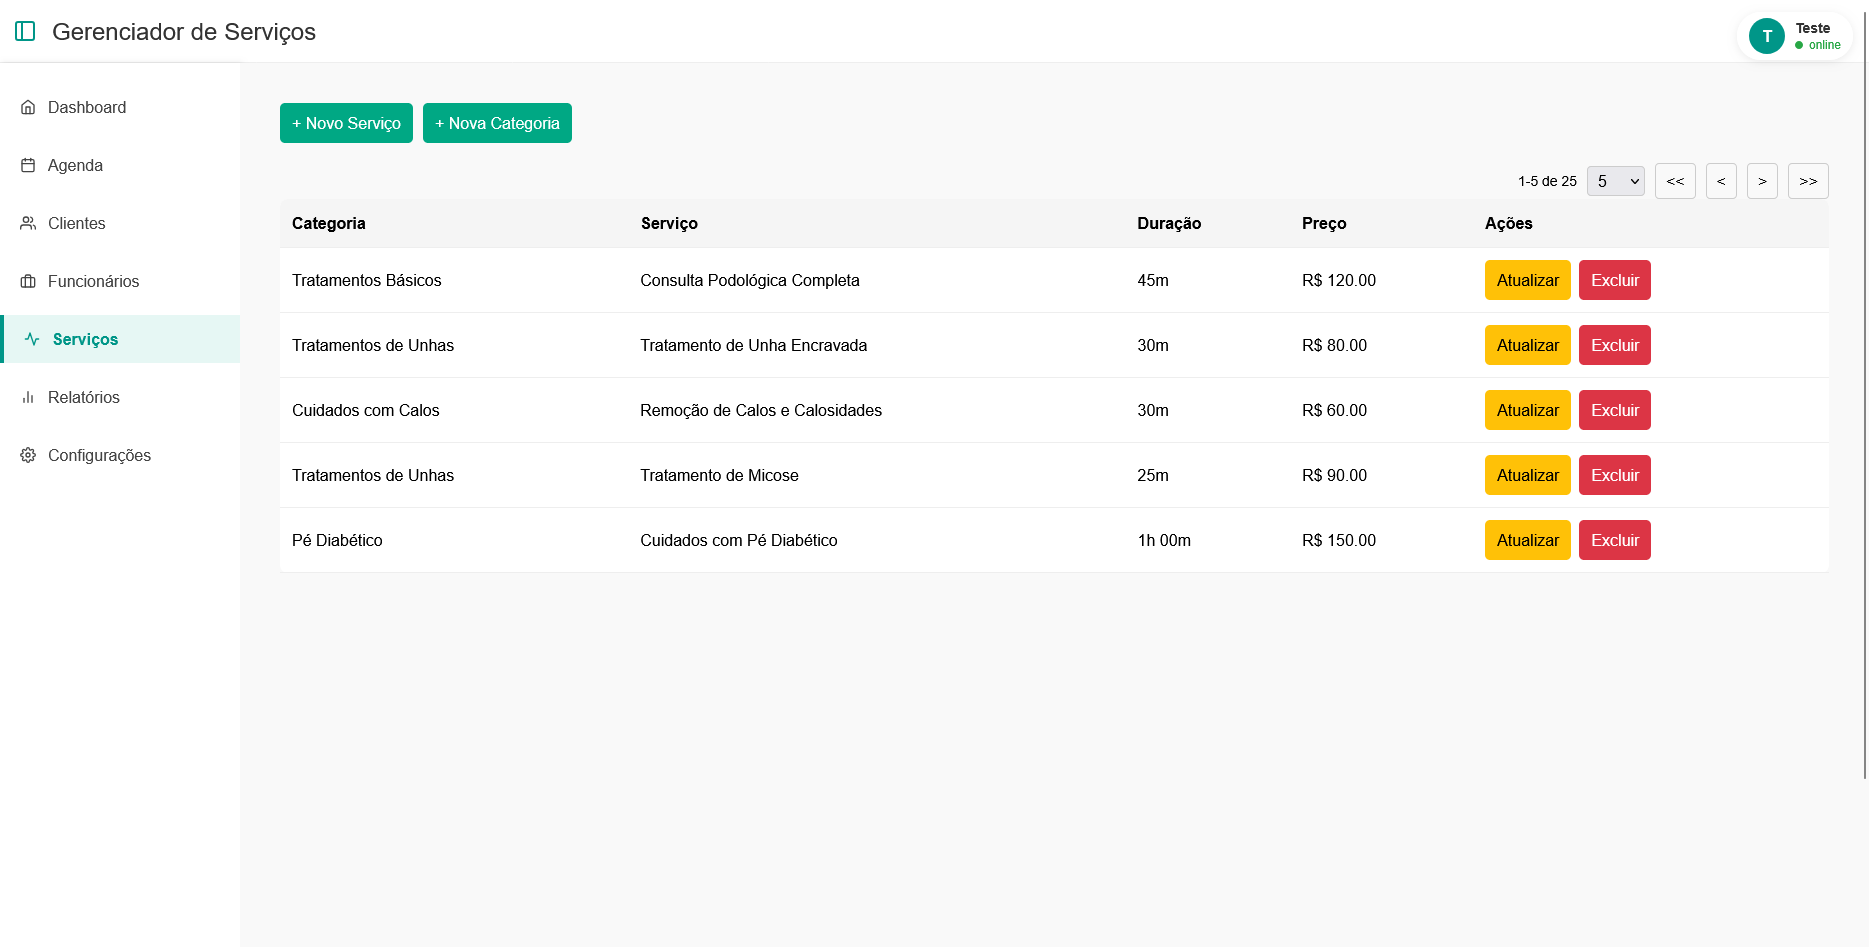 Gerenciador de Serviços
T
Teste
online
Dashboard
Agenda
Clientes
Funcionários
Serviços
Relatórios
Configurações
+ Novo Serviço + Nova Categoria
1-5 de 25 5 << < > >>
Categoria Serviço Duração Preço Ações
Tratamentos Básicos Consulta Podológica Completa 45m R$ 120.00 Atualizar Excluir
Tratamentos de Unhas Tratamento de Unha Encravada 30m R$ 80.00 Atualizar Excluir
Cuidados com Calos Remoção de Calos e Calosidades 30m R$ 60.00 Atualizar Excluir
Tratamentos de Unhas Tratamento de Micose 25m R$ 90.00 Atualizar Excluir
Pé Diabético Cuidados com Pé Diabético 1h 00m R$ 150.00 Atualizar Excluir